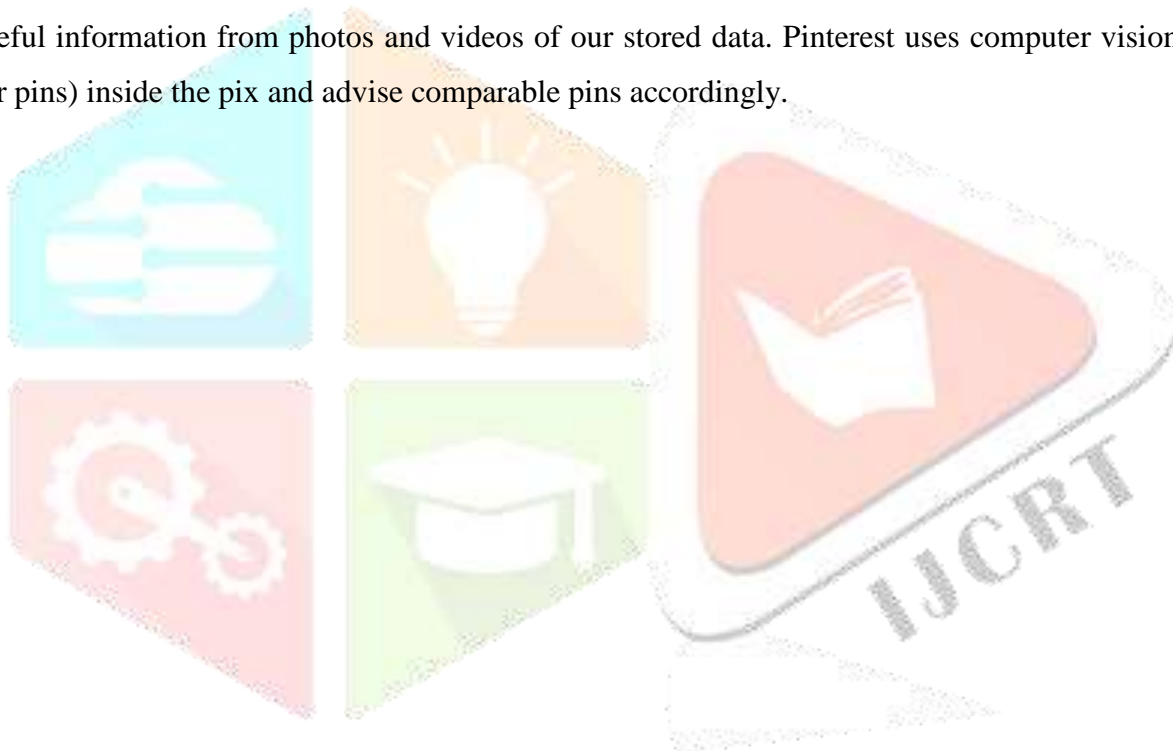 eful information from photos and videos of our stored data. Pinterest uses computer vision
r pins) inside the pix and advise comparable pins accordingly.
IJCRT